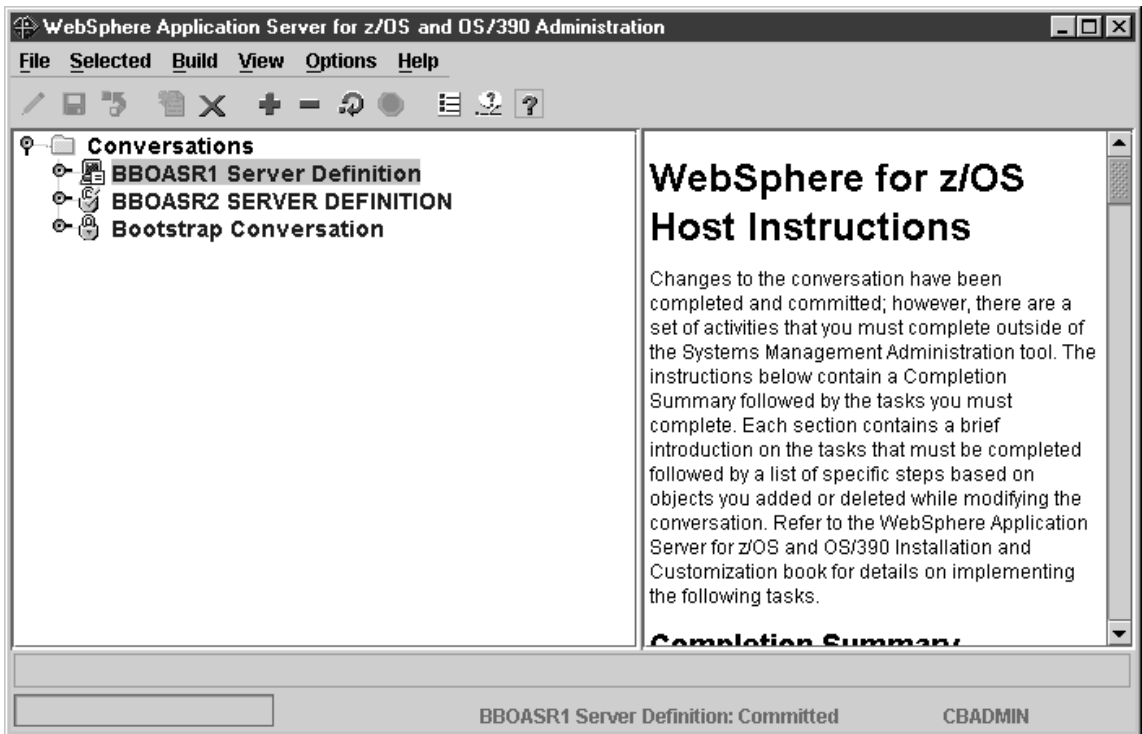 WebSphere Application Server for z/OS and OS/390 Administration
File Selected Build View Options Help
Conversations
BBOASR1 Server Definition
BBOASR2 SERVER DEFINITION
Bootstrap Conversation
WebSphere for z/OS
Host Instructions
Changes to the conversation have been
completed and committed; however, there are a
set of activities that you must complete outside of
the Systems Management Administration tool. The
instructions below contain a Completion
Summary followed by the tasks you must
complete. Each section contains a brief
introduction on the tasks that must be completed
followed by a list of specific steps based on
objects you added or deleted while modifying the
conversation. Refer to the WebSphere Application
Server for z/OS and OS/390 Installation and
Customization book for details on implementing
the following tasks.
Completion Summary
BBOASR1 Server Definition: Committed CBADMIN